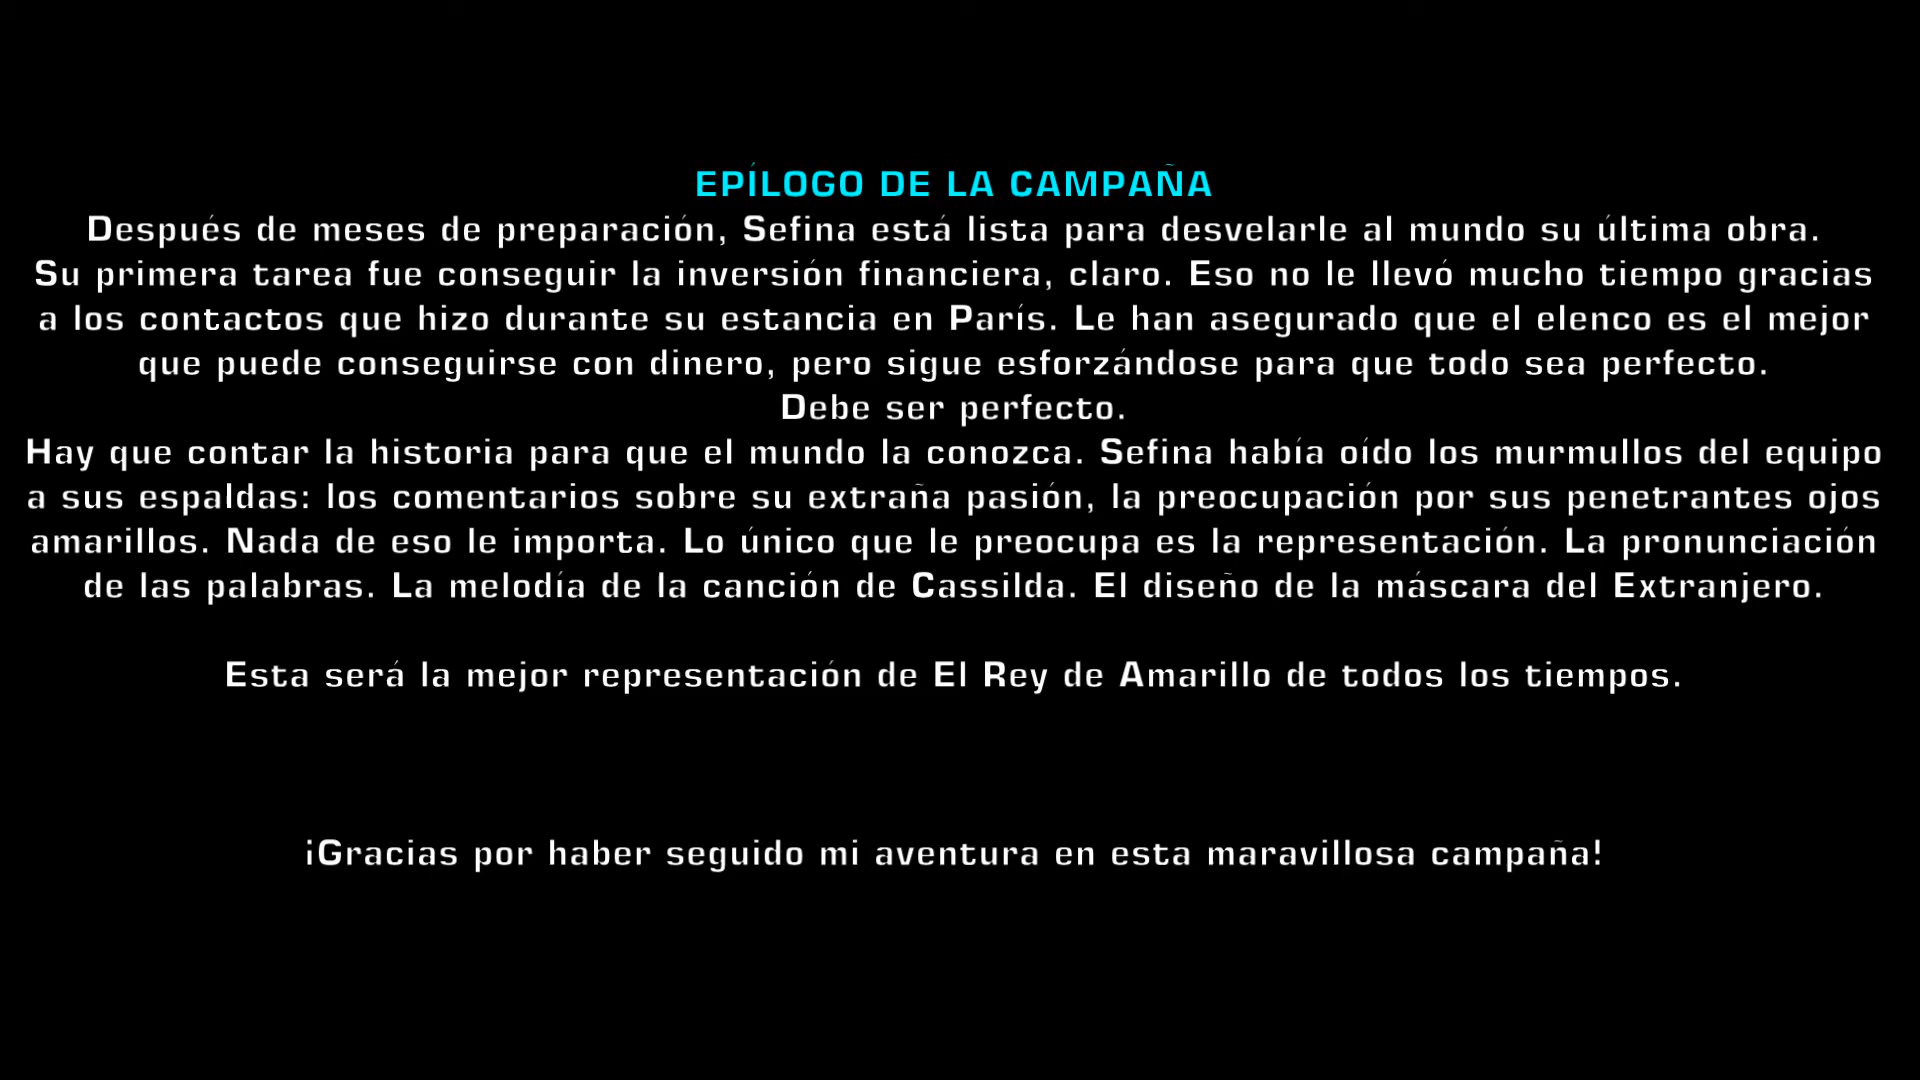 EPÍLOGO DE LA CAMPAÑA
Después de meses de preparación, Sefina está lista para desvelarle al mundo su última obra.
Su primera tarea fue conseguir la inversión financiera, claro. Eso no le llevó mucho tiempo gracias
a los contactos que hizo durante su estancia en París. Le han asegurado que el elenco es el mejor
que puede conseguirse con dinero, pero sigue esforzándose para que todo sea perfecto.
Debe ser perfecto.
Hay que contar la historia para que el mundo la conozca. Sefina había oído los murmullos del equipo
a sus espaldas: los comentarios sobre su extraña pasión, la preocupación por sus penetrantes ojos
amarillos. Nada de eso le importa. Lo único que le preocupa es la representación. La pronunciación
de las palabras. La melodía de la canción de Cassilda. El diseño de la máscara del Extranjero.
Esta será la mejor representación de El Rey de Amarillo de todos los tiempos.
¡Gracias por haber seguido mi aventura en esta maravillosa campaña!